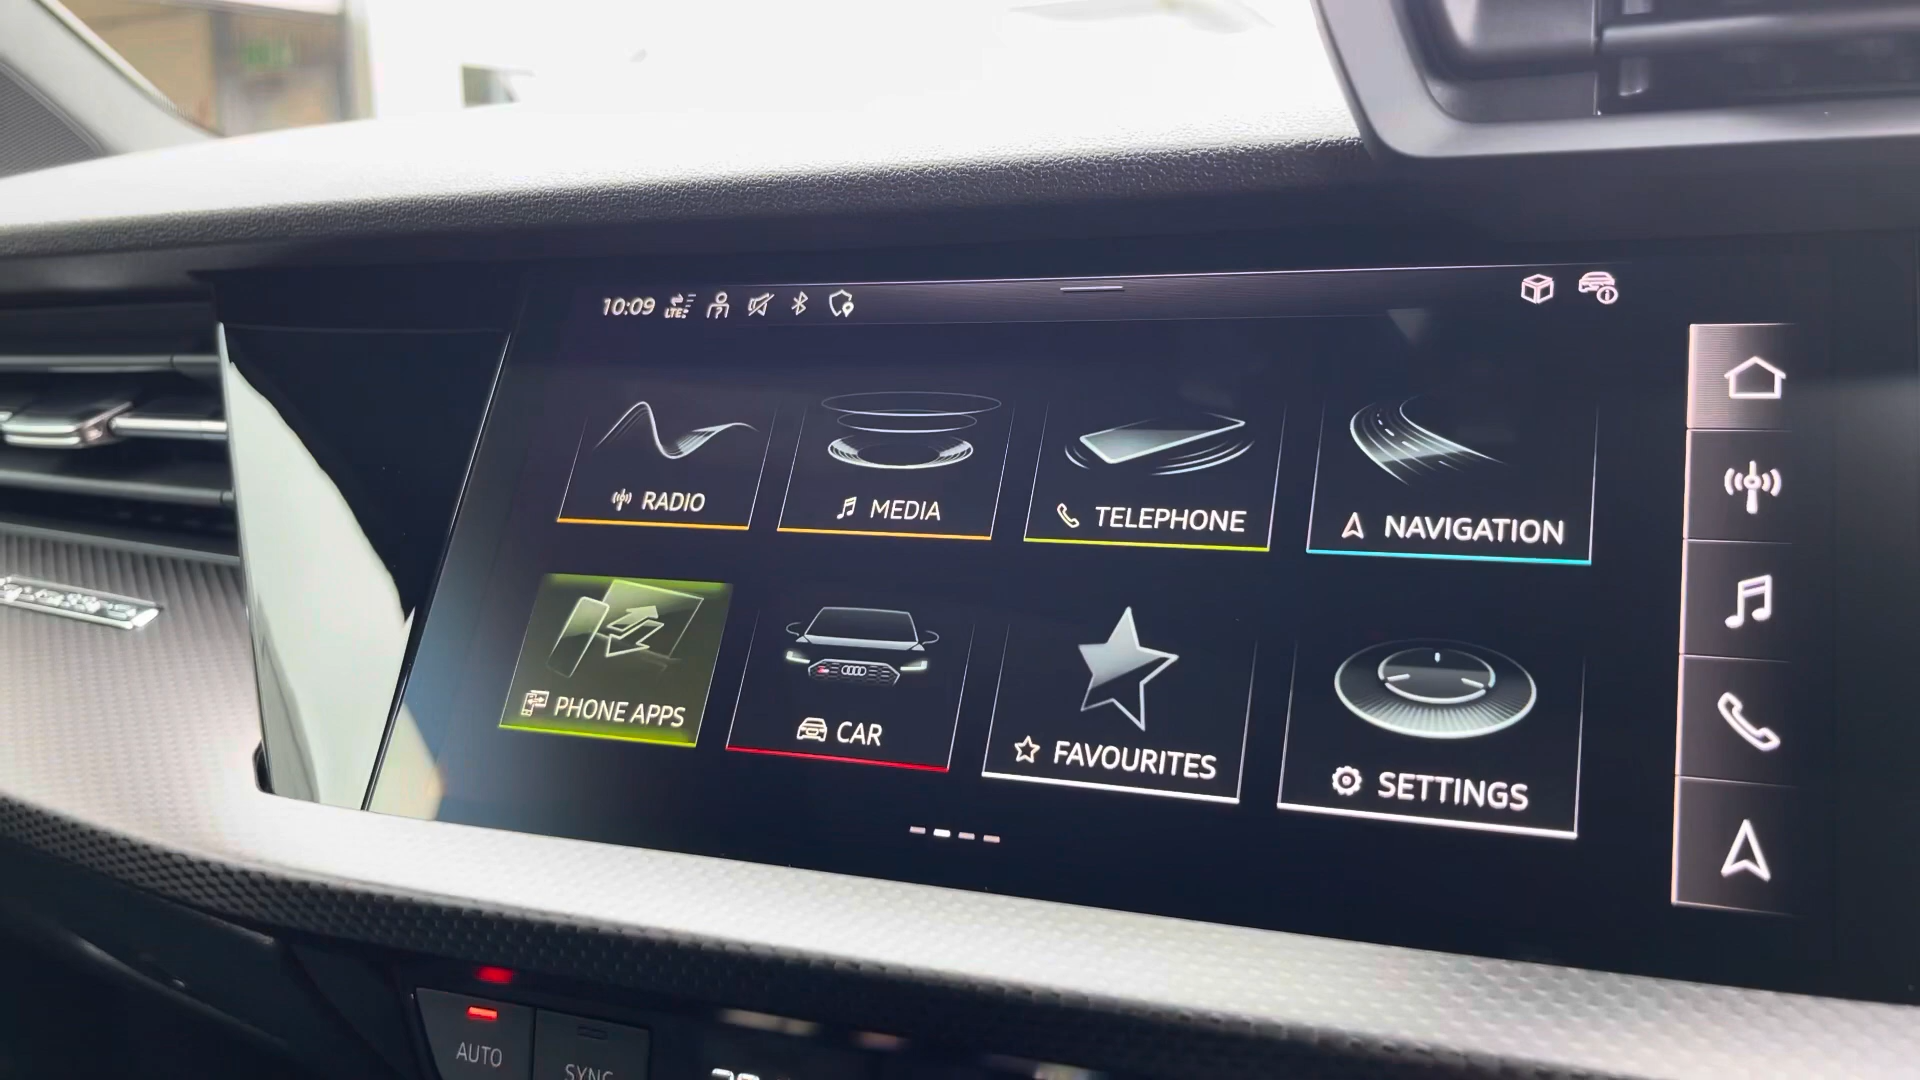 10:09 LTE
RADIO
MEDIA
TELEPHONE
NAVIGATION
PHONE APPS
CAR
FAVOURITES
SETTINGS
AUTO
SYNC